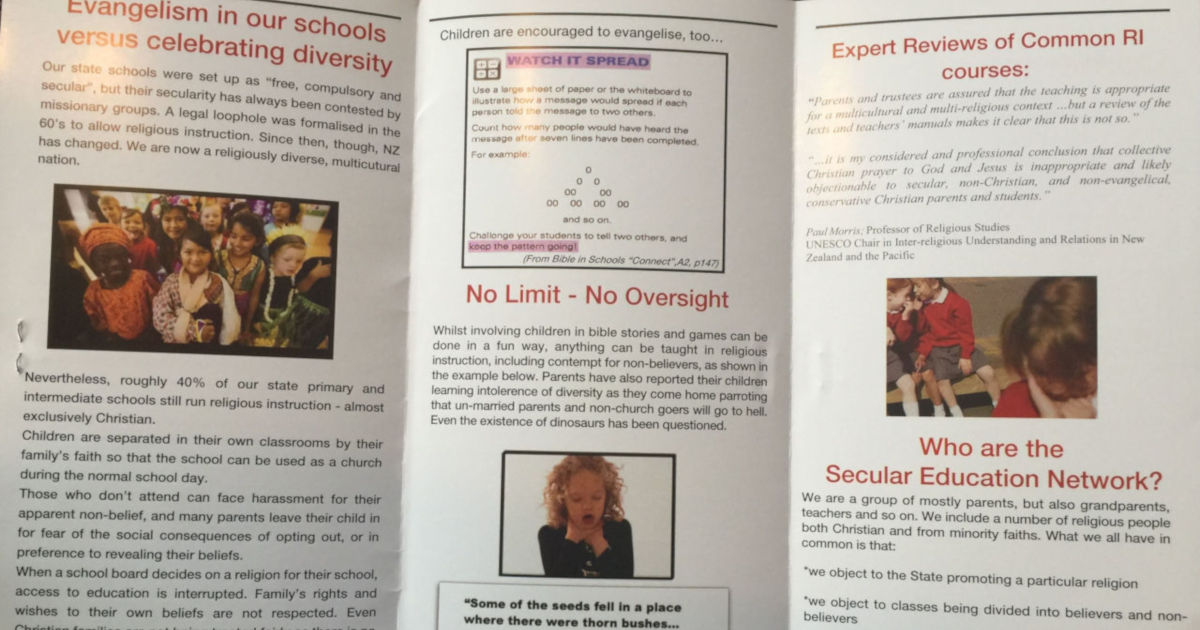 Evangelism in our schools
versus celebrating diversity
Our state schools were set up as “free, compulsory and
secular”, but their secularity has always been contested by
missionary groups. A legal loophole was formalised in the
60's to allow religious instruction. Since then, though, NZ
has changed. We are now a religiously diverse, multicutural
nation.
Nevertheless, roughly 40% of our state primary and
intermediate schools still run religious instruction - almost
exclusively Christian.
Children are separated in their own classrooms by their
family's faith so that the school can be used as a church
during the normal school day.
Those who don't attend can face harassment for their
apparent non-belief, and many parents leave their child in
for fear of the social consequences of opting out, or in
preference to revealing their beliefs.
When a school board decides on a religion for their school,
access to education is interrupted. Family's rights and
wishes to their own beliefs are not respected. Even
Children are encouraged to evangelise, too...
WATCH IT SPREAD
Use a large sheet of paper or the whiteboard to
illustrate how a message would spread if each
person told the message to two others.
Count how many people would have heard the
message after seven lines have been completed.
For example:
o
o o
oo oo
oo oo oo oo
and so on.
Challenge your students to tell two others, and
keep the pattern going!
(From Bible in Schools “Connect”,A2, p147)
No Limit - No Oversight
Whilst involving children in bible stories and games can be
done in a fun way, anything can be taught in religious
instruction, including contempt for non-believers, as shown in
the example below. Parents have also reported their children
learning intolerence of diversity as they come home parroting
that un-married parents and non-church goers will go to hell.
Even the existence of dinosaurs has been questioned.
“Some of the seeds fell in a place
where there were thorn bushes...
Expert Reviews of Common RI
courses:
“Parents and trustees are assured that the teaching is appropriate
for a multicultural and multi-religious context ...but a review of the
texts and teachers' manuals makes it clear that this is not so.”
“...it is my considered and professional conclusion that collective
Christian prayer to God and Jesus is inappropriate and likely
objectionable to secular, non-Christian, and non-evangelical,
conservative Christian parents and students.”
Paul Morris; Professor of Religious Studies
UNESCO Chair in Inter-religious Understanding and Relations in New
Zealand and the Pacific
Who are the
Secular Education Network?
We are a group of mostly parents, but also grandparents,
teachers and so on. We include a number of religious people
both Christian and from minority faiths. What we all have in
common is that:
*we object to the State promoting a particular religion
*we object to classes being divided into believers and non-
believers